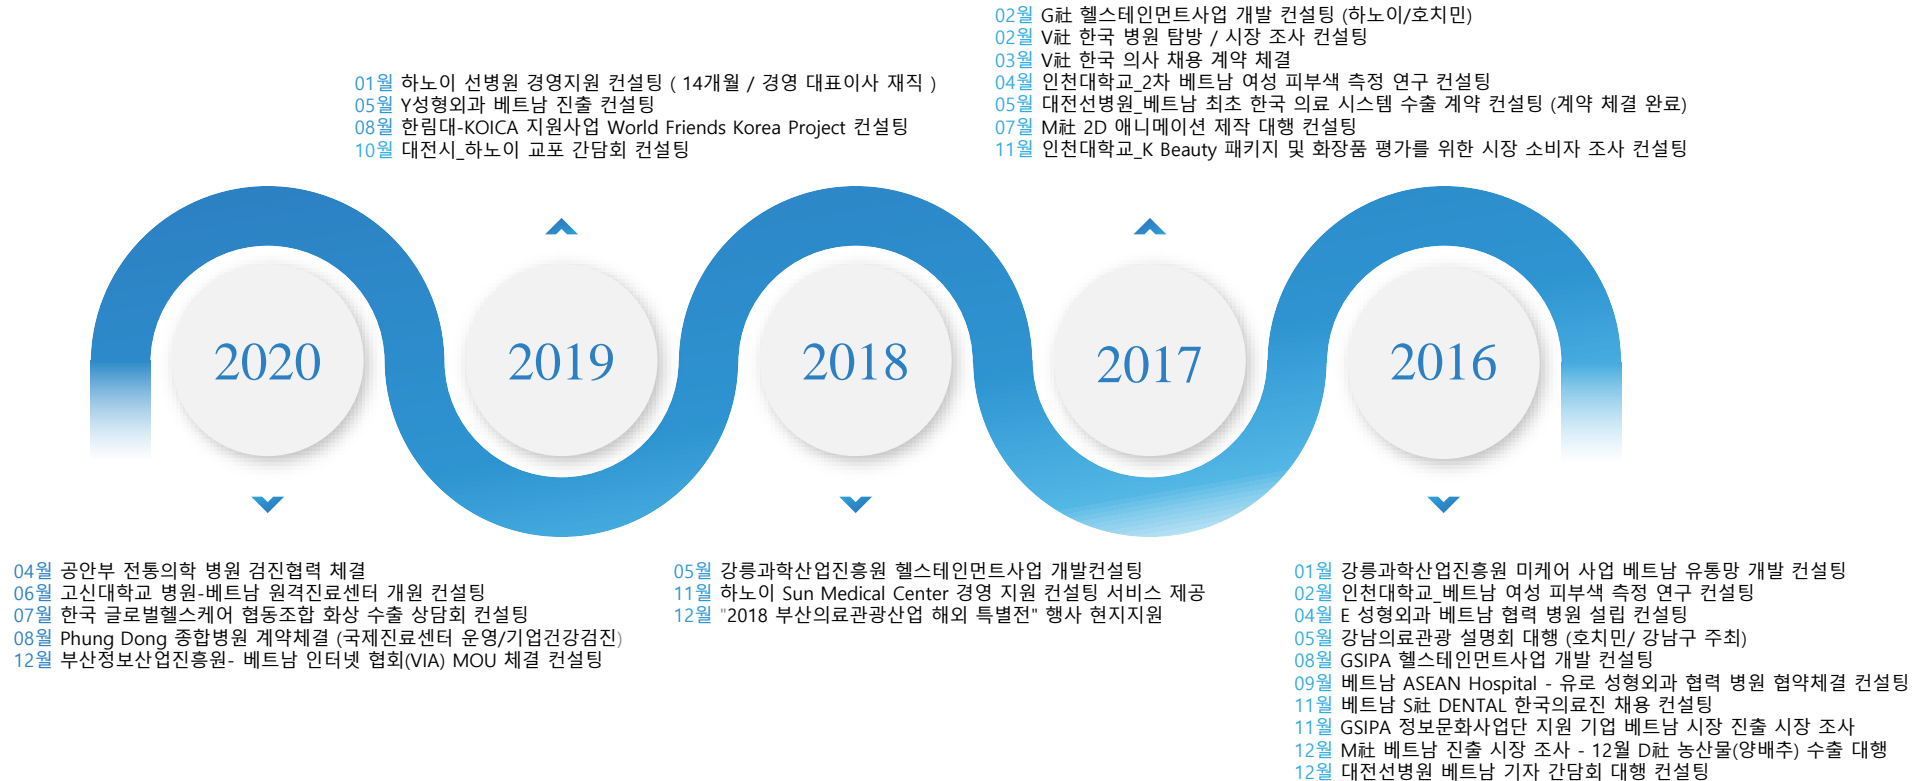 02월 G社 헬스테인먼트사업 개발 컨설팅 (하노이/호치민)
02월 V社 한국 병원 탐방 / 시장 조사 컨설팅
03월 V社 한국 의사 채용 계약 체결
04월 인천대학교_2차 베트남 여성 피부색 측정 연구 컨설팅
05월 대전선병원_베트남 최초 한국 의료 시스템 수출 계약 컨설팅 (계약 체결 완료)
07월 M社 2D 애니메이션 제작 대행 컨설팅
11월 인천대학교_K Beauty 패키지 및 화장품 평가를 위한 시장 소비자 조사 컨설팅
01월 하노이 선병원 경영지원 컨설팅 ( 14개월 / 경영 대표이사 재직 )
05월 Y성형외과 베트남 진출 컨설팅
08월 한림대-KOICA 지원사업 World Friends Korea Project 컨설팅
10월 대전시_하노이 교포 간담회 컨설팅
2020
2019
2018
2017
2016
04월 공안부 전통의학 병원 검진협력 체결
06월 고신대학교 병원-베트남 원격진료센터 개원 컨설팅
07월 한국 글로벌헬스케어 협동조합 화상 수출 상담회 컨설팅
08월 Phung Dong 종합병원 계약체결 (국제진료센터 운영/기업건강검진)
12월 부산정보산업진흥원- 베트남 인터넷 협회(VIA) MOU 체결 컨설팅
05월 강릉과학산업진흥원 헬스테인먼트사업 개발컨설팅
11월 하노이 Sun Medical Center 경영 지원 컨설팅 서비스 제공
12월 "2018 부산의료관광산업 해외 특별전" 행사 현지지원
01월 강릉과학산업진흥원 미케어 사업 베트남 유통망 개발 컨설팅
02월 인천대학교_베트남 여성 피부색 측정 연구 컨설팅
04월 E 성형외과 베트남 협력 병원 설립 컨설팅
05월 강남의료관광 설명회 대행 (호치민/ 강남구 주최)
08월 GSIPA 헬스테인먼트사업 개발 컨설팅
09월 베트남 ASEAN Hospital - 유로 성형외과 협력 병원 협약체결 컨설팅
11월 베트남 S社 DENTAL 한국의료진 채용 컨설팅
11월 GSIPA 정보문화사업단 지원 기업 베트남 시장 진출 시장 조사
12월 M社 베트남 진출 시장 조사 - 12월 D社 농산물(양배추) 수출 대행
12월 대전선병원 베트남 기자 간담회 대행 컨설팅